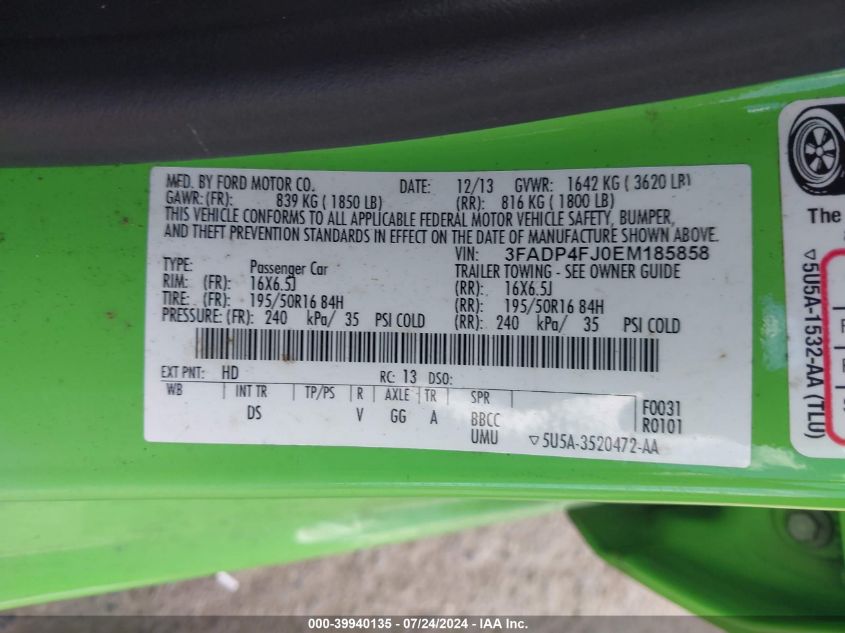 MFD. BY FORD MOTOR CO. DATE: 12/13 GVWR: 1642 KG ( 3620 LB)
GAWR: (FR): 839 KG ( 1850 LB) (RR): 816 KG ( 1800 LB)
THIS VEHICLE CONFORMS TO ALL APPLICABLE FEDERAL MOTOR VEHICLE SAFETY, BUMPER,
AND THEFT PREVENTION STANDARDS IN EFFECT ON THE DATE OF MANUFACTURE SHOWN ABOVE.
VIN: 3FADP4FJ0EM185858
TYPE: Passenger Car TRAILER TOWING - SEE OWNER GUIDE
RIM: (FR): 16X6.5J (RR): 16X6.5J
TIRE: (FR): 195/50R16 84H (RR): 195/50R16 84H
PRESSURE: (FR): 240 kPa/ 35 PSI COLD (RR): 240 kPa/ 35 PSI COLD
EXT PNT: HD RC: 13 DSO:
WB INT TR TP/PS R AXLE TR SPR
DS V GG A BBCC F0031
UMU R0101
▽5U5A-3520472-AA
The
▽5U5A-1532-AA (TLU)
000-39940135 - 07/24/2024 - IAA Inc.